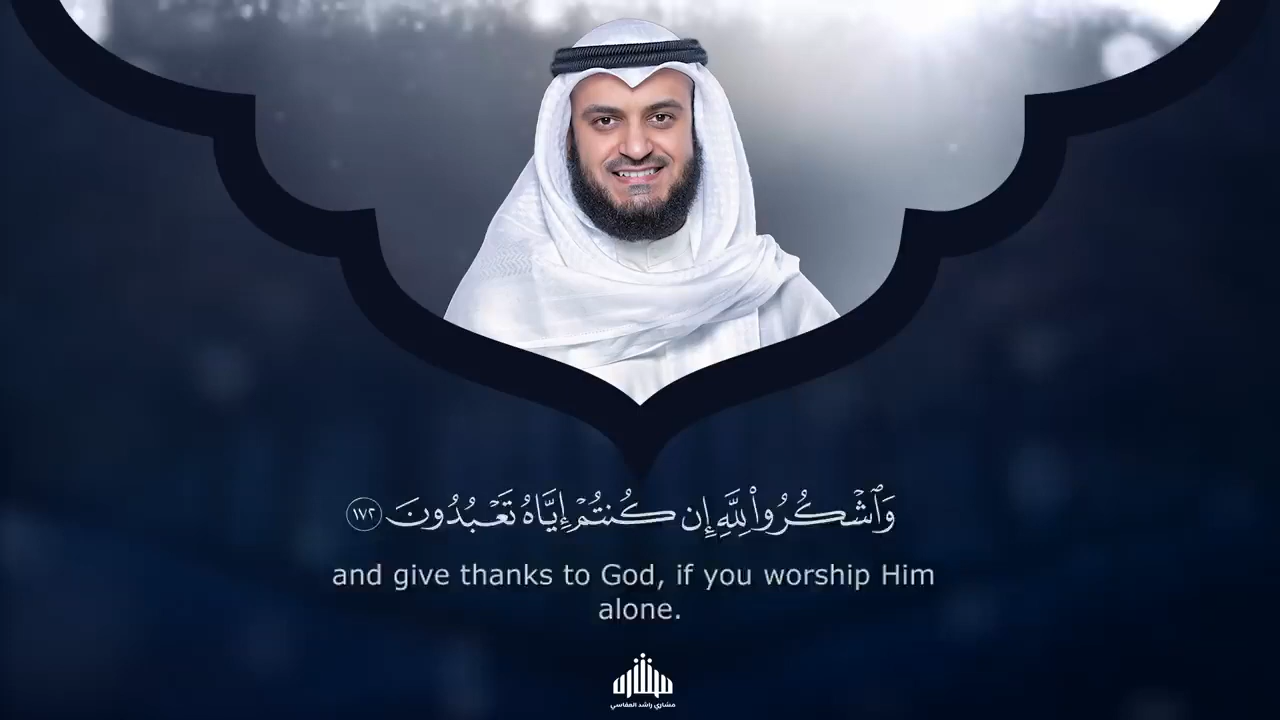 وَٱشْكُرُوا۟ لِلَّهِ إِن كُنتُمْ إِيَّاهُ تَعْبُدُونَ ١٧٢
and give thanks to God, if you worship Him
alone.
مشاري راشد العفاسي